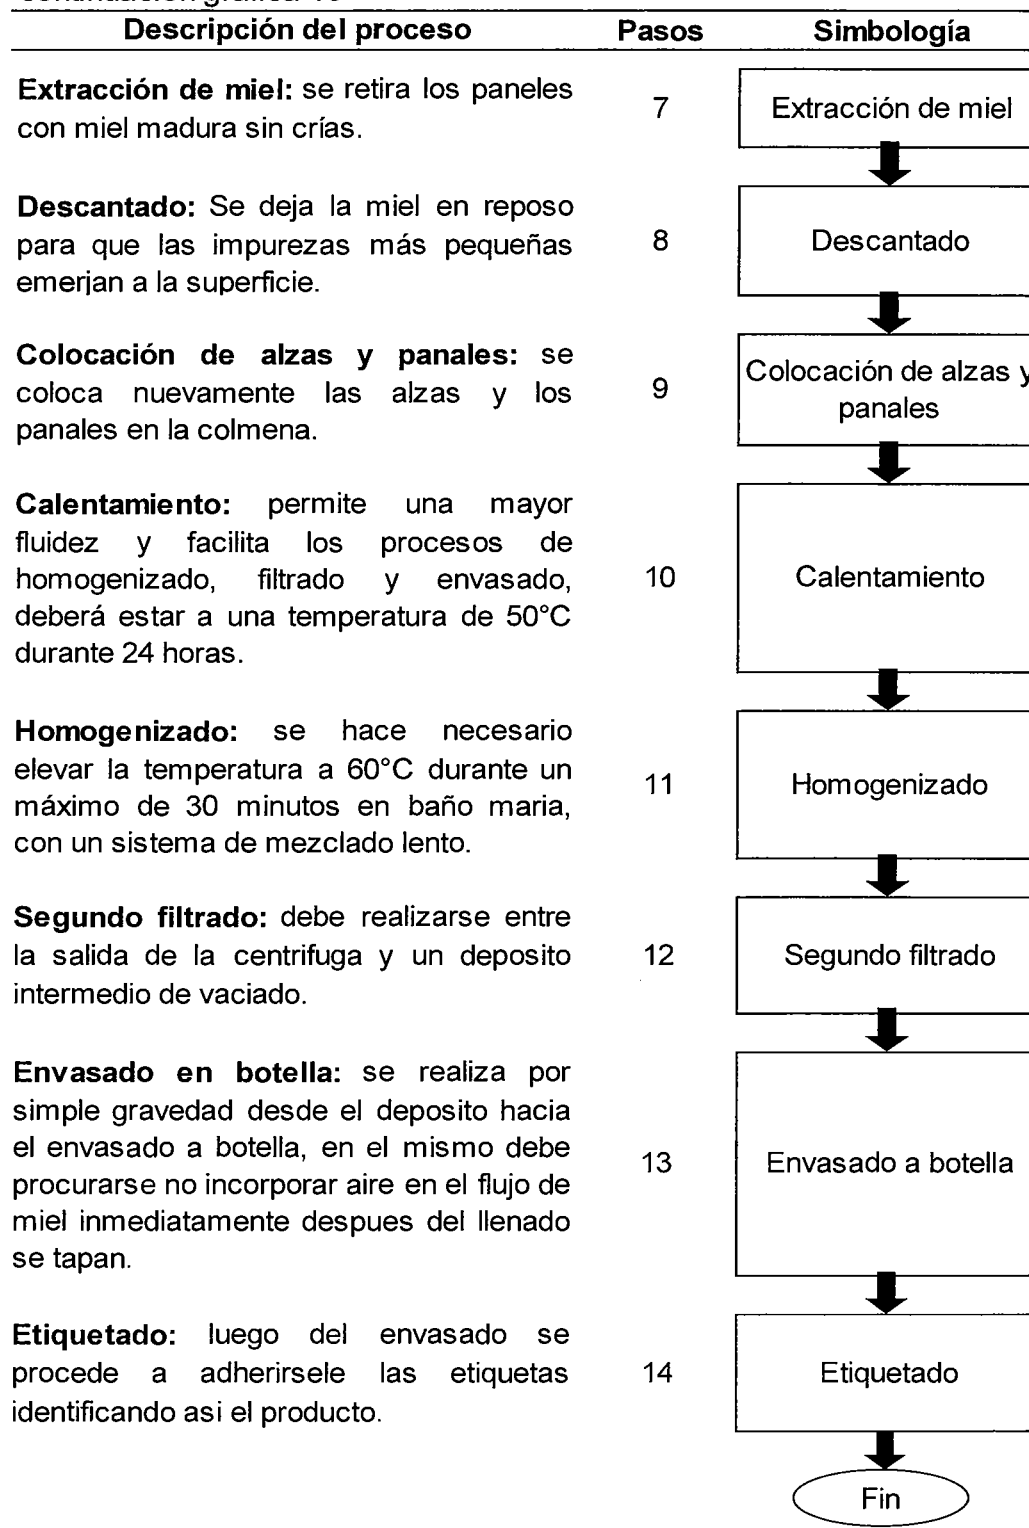 Descripción del proceso Pasos Simbología
Extracción de miel: se retira los paneles
con miel madura sin crías.
7
Extracción de miel
Descantado: Se deja la miel en reposo
para que las impurezas más pequeñas
emerjan a la superficie.
8
Descantado
Colocación de alzas y panales: se
coloca nuevamente las alzas y los
panales en la colmena.
9
Colocación de alzas y
panales
Calentamiento: permite una mayor
fluidez y facilita los procesos de
homogenizado, filtrado y envasado,
deberá estar a una temperatura de 50°C
durante 24 horas.
10
Calentamiento
Homogenizado: se hace necesario
elevar la temperatura a 60°C durante un
máximo de 30 minutos en baño maria,
con un sistema de mezclado lento.
11
Homogenizado
Segundo filtrado: debe realizarse entre
la salida de la centrifuga y un deposito
intermedio de vaciado.
12
Segundo filtrado
Envasado en botella: se realiza por
simple gravedad desde el deposito hacia
el envasado a botella, en el mismo debe
procurarse no incorporar aire en el flujo de
miel inmediatamente despues del llenado
se tapan.
13
Envasado a botella
Etiquetado: luego del envasado se
procede a adherirsele las etiquetas
identificando asi el producto.
14
Etiquetado
Fin